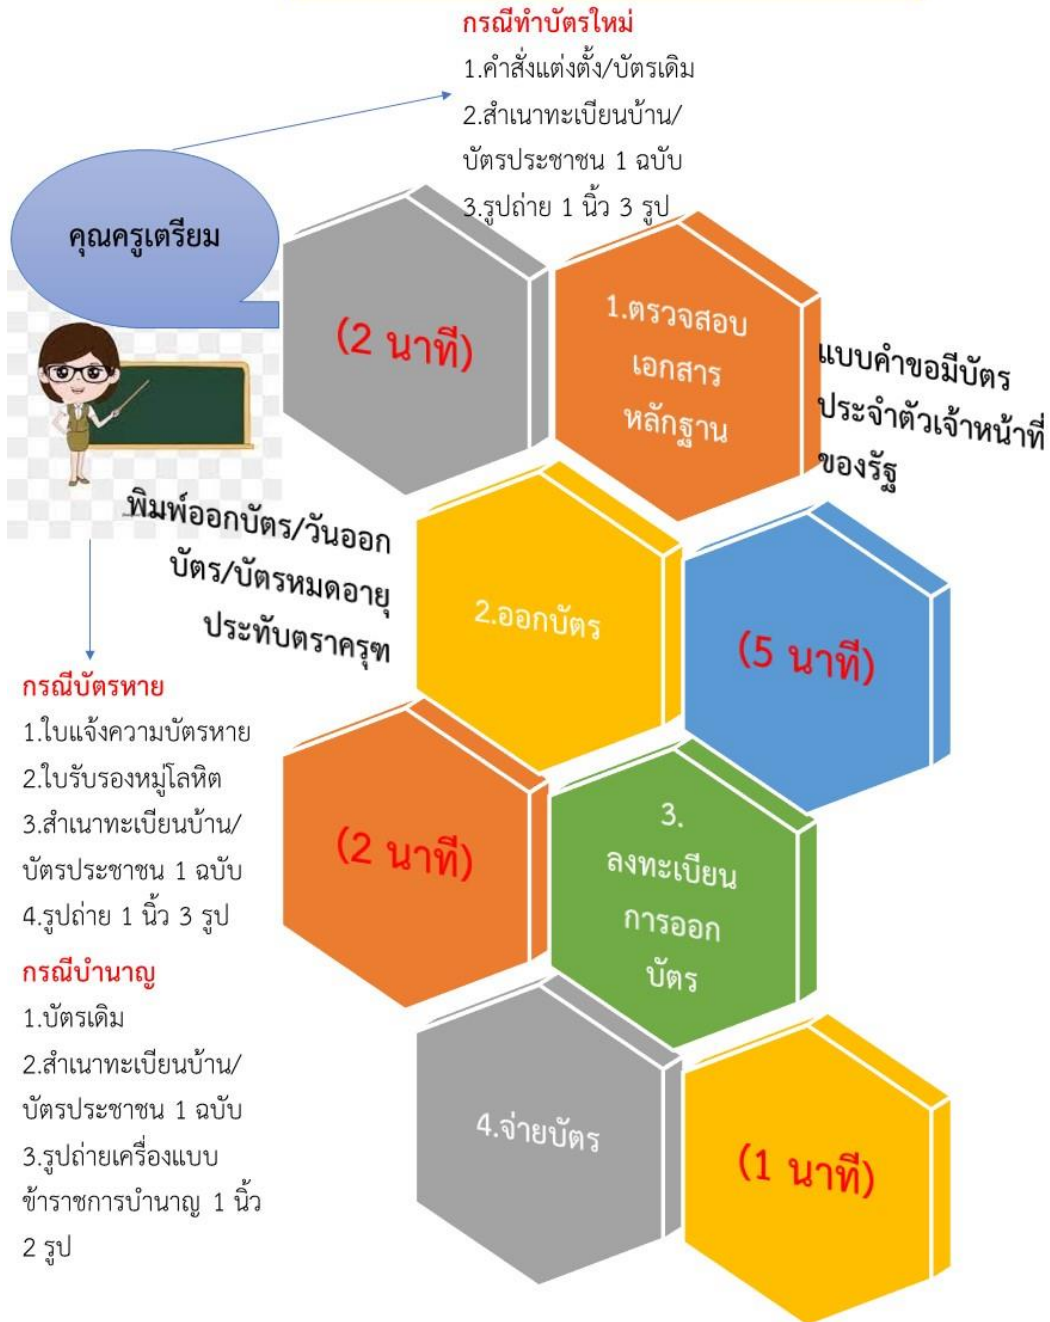 กรณีทำบัตรใหม่
1.คำสั่งแต่งตั้ง/บัตรเดิม
2.สำเนาทะเบียนบ้าน/
บัตรประชาชน 1 ฉบับ
3.รูปถ่าย 1 นิ้ว 3 รูป
คุณครูเตรียม
(2 นาที)
1.ตรวจสอบ
เอกสาร
หลักฐาน
แบบคำขอมีบัตร
ประจำตัวเจ้าหน้าที่
ของรัฐ
พิมพ์ออกบัตร/วันออก
บัตร/บัตรหมดอายุ
ประทับตราครุฑ
2.ออกบัตร
(5 นาที)
กรณีบัตรหาย
1.ใบแจ้งความบัตรหาย
2.ใบรับรองหมู่โลหิต
3.สำเนาทะเบียนบ้าน/
บัตรประชาชน 1 ฉบับ
4.รูปถ่าย 1 นิ้ว 3 รูป
(2 นาที)
3.
ลงทะเบียน
การออก
บัตร
กรณีบำนาญ
1.บัตรเดิม
2.สำเนาทะเบียนบ้าน/
บัตรประชาชน 1 ฉบับ
3.รูปถ่ายเครื่องแบบ
ข้าราชการบำนาญ 1 นิ้ว
2 รูป
4.จ่ายบัตร
(1 นาที)